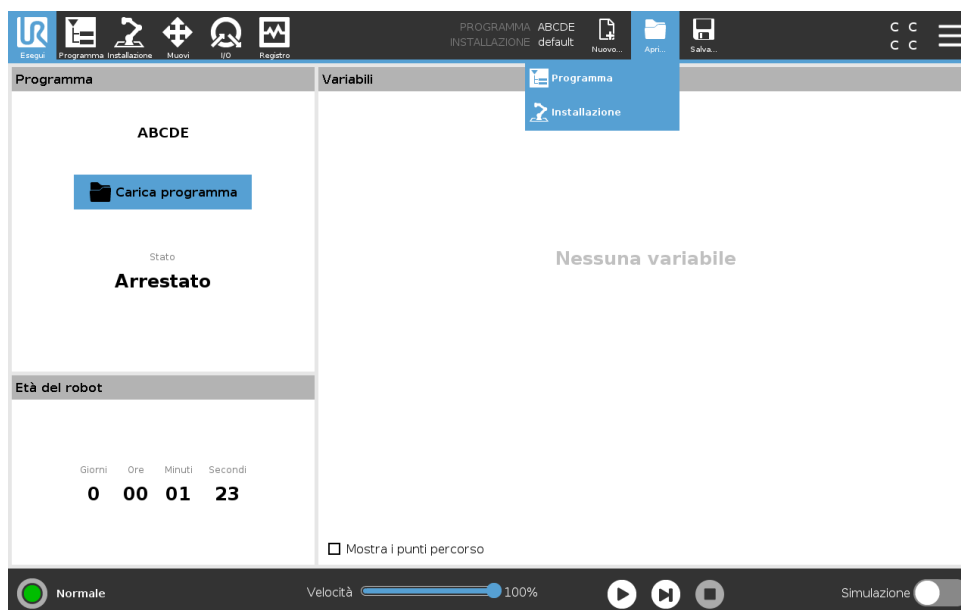 UR
Esegui
Programma
Installazione
Muovi
I/O
Registro
PROGRAMMA ABCDE
INSTALLAZIONE default
Nuovo...
Apri...
Salva...
C C
C C
Programma
Installazione
Programma
ABCDE
Carica programma
Stato
Arrestato
Variabili
Nessuna variabile
Mostra i punti percorso
Età del robot
Giorni Ore Minuti Secondi
0 00 01 23
Normale
Velocità 100%
Simulazione